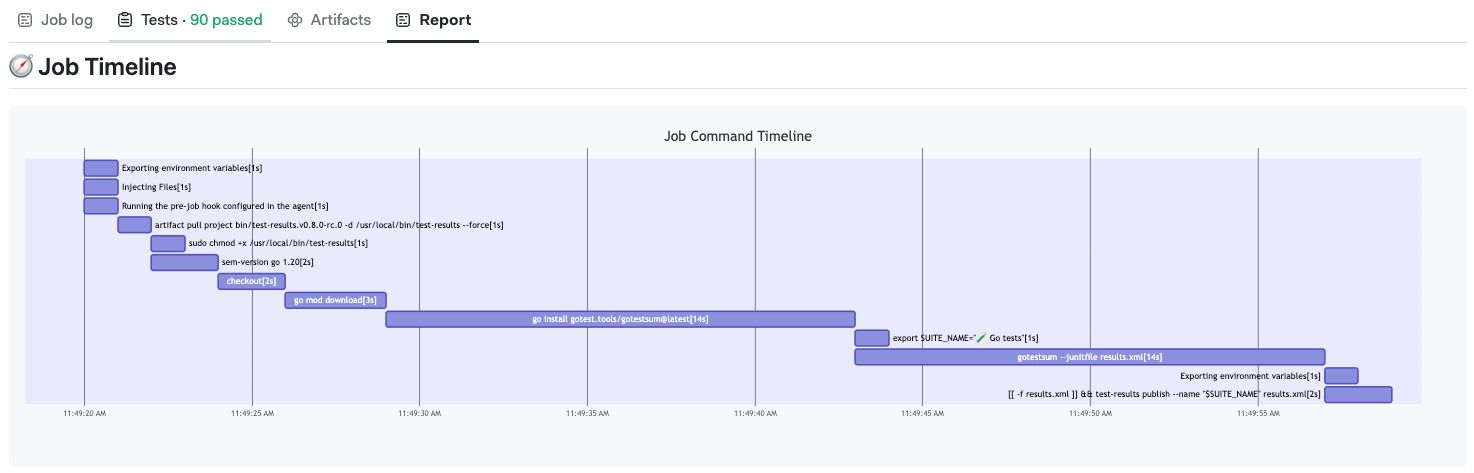 Job log Tests · 90 passed Artifacts Report
Job Timeline
Job Command Timeline
Exporting environment variables[1s]
Injecting Files[1s]
Running the pre-job hook configured in the agent[1s]
artifact pull project bin/test-results.v0.8.0-rc.0 -d /usr/local/bin/test-results --force[1s]
sudo chmod +x /usr/local/bin/test-results[1s]
sem-version go 1.20[2s]
checkout[2s]
go mod download[3s]
go install gotest.tools/gotestsum@latest[14s]
export SUITE_NAME="🧪 Go tests"[1s]
gotestsum --junitfile results.xml[14s]
Exporting environment variables[1s]
[[ -f results.xml ]] && test-results publish --name "$SUITE_NAME" results.xml[2s]
11:49:20 AM 11:49:25 AM 11:49:30 AM 11:49:35 AM 11:49:40 AM 11:49:45 AM 11:49:50 AM 11:49:55 AM